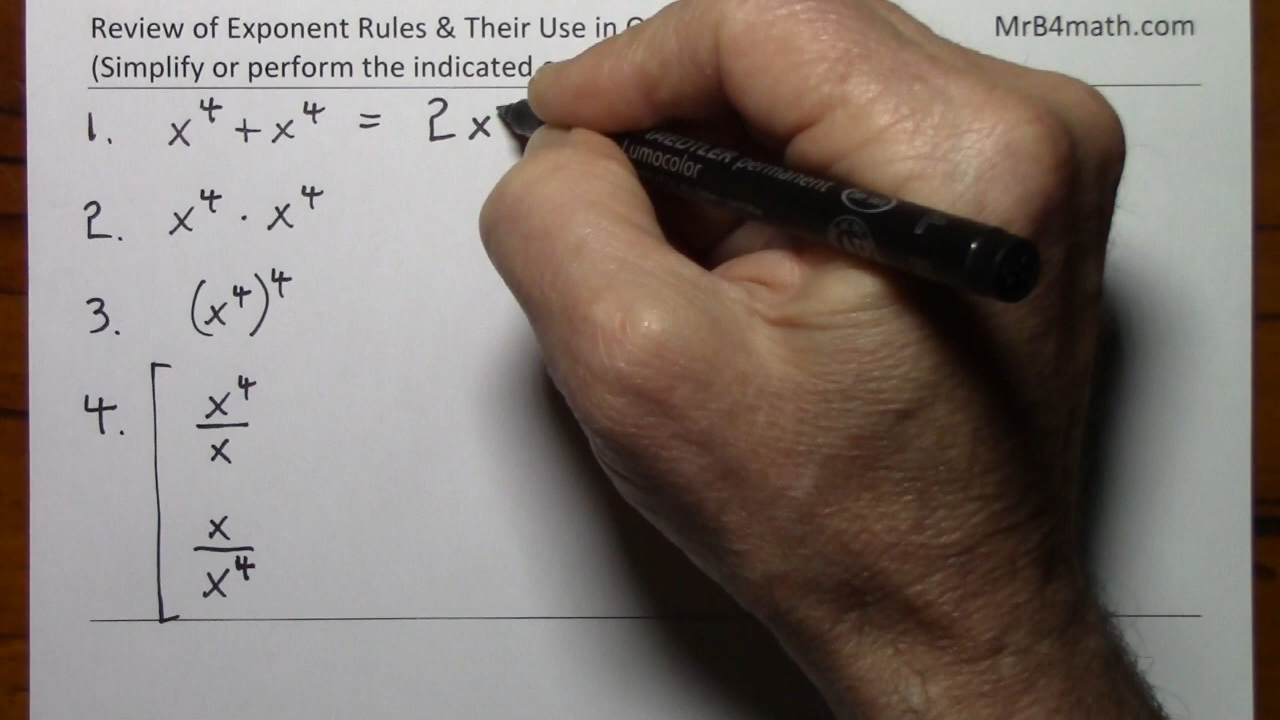 Review of Exponent Rules & Their Use in
MrB4math.com
(Simplify or perform the indicated
1. x⁴ + x⁴ = 2x
2. x⁴ · x⁴
3. (x⁴)⁴
4. x⁴/x
x/x⁴
STAEDTLER permanent
Lumocolor